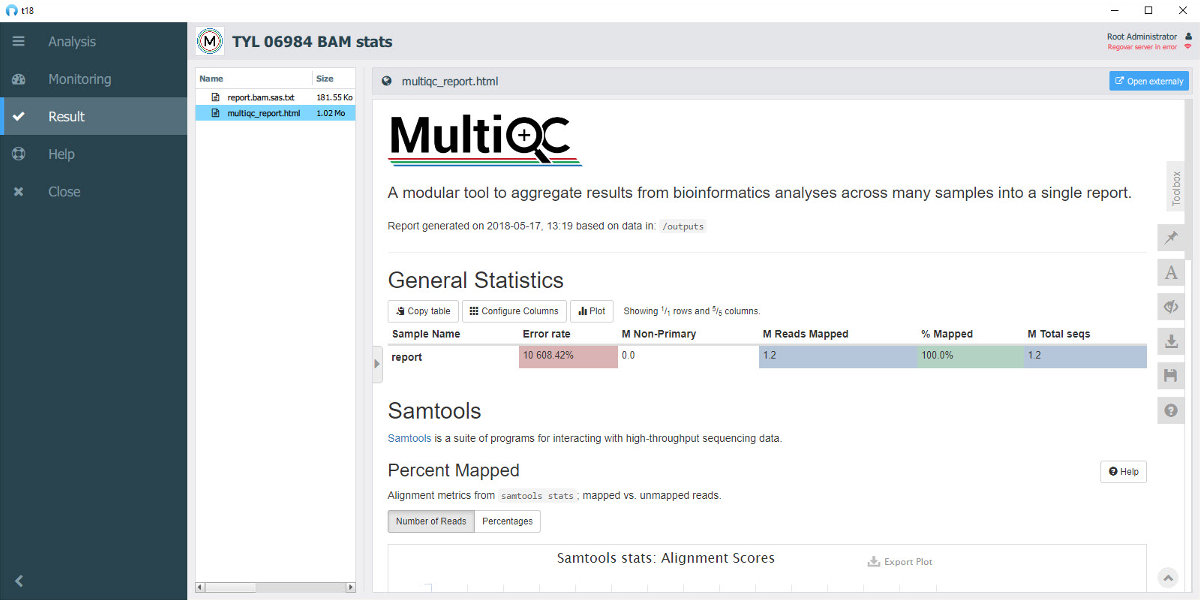 t18
Analysis
Monitoring
Result
Help
Close
M
TYL 06984 BAM stats
Root Administrator
Regovar server in error
Name Size
report.bam.sas.txt 181.55 Ko
multiqc_report.html 1.02 Mo
multiqc_report.html
Open externaly
MultiQC
A modular tool to aggregate results from bioinformatics analyses across many samples into a single report.
Report generated on 2018-05-17, 13:19 based on data in: /outputs
Toolbox
A
General Statistics
Copy table Configure Columns Plot Showing 1/1 rows and 5/5 columns.
Sample Name Error rate M Non-Primary M Reads Mapped % Mapped M Total seqs
report 10 608.42% 0.0 1.2 100.0% 1.2
Samtools
Samtools is a suite of programs for interacting with high-throughput sequencing data.
Percent Mapped
Help
Alignment metrics from samtools stats ; mapped vs. unmapped reads.
Number of Reads Percentages
Samtools stats: Alignment Scores
Export Plot